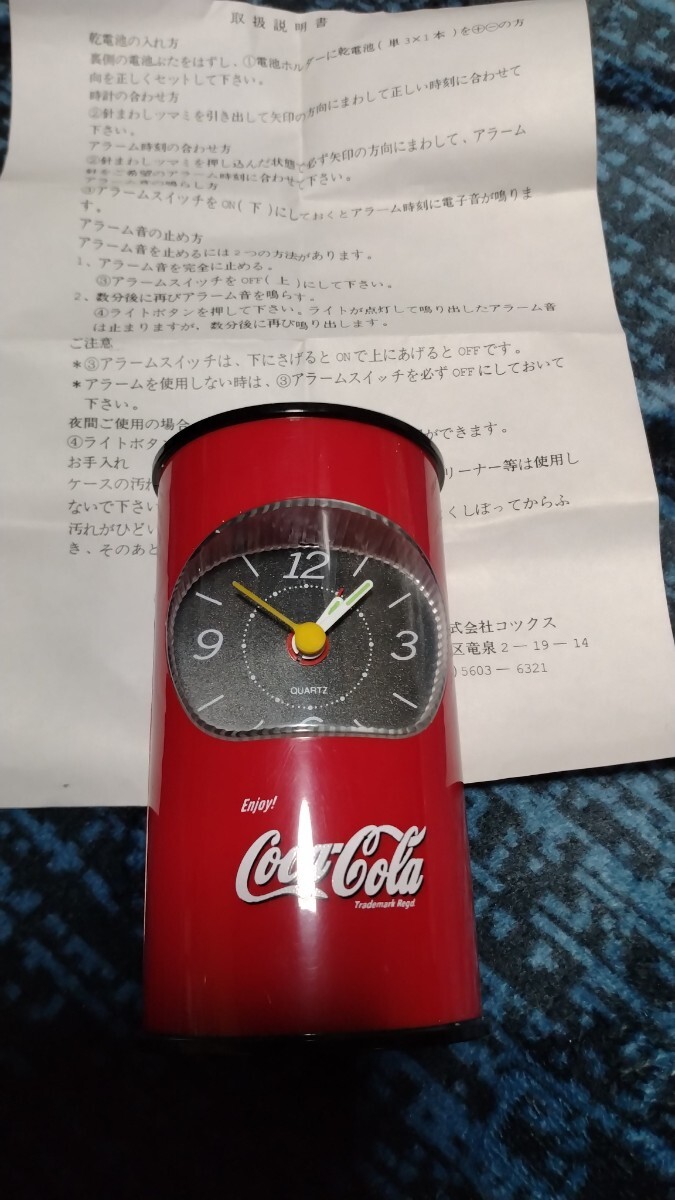 取扱説明書
乾電池の入れ方
裏側の電池ぶたをはずし、①電池ホルダーに乾電池(単3×1本)を⊕⊖の方
向を正しくセットして下さい。
時計の合わせ方
②針まわしツマミを引き出して矢印の方向にまわして正しい時刻に合わせて
下さい。
アラーム時刻の合わせ方
②針まわしツマミを押し込んだ状態で必ず矢印の方向にまわして、アラーム
針をご希望のアラーム時刻に合わせて下さい。
アラーム音の鳴らし方
③アラームスイッチをON(下)にしておくとアラーム時刻に電子音が鳴りま
す。
アラーム音の止め方
アラーム音を止めるには2つの方法があります。
1、アラーム音を完全に止める。
③アラームスイッチをOFF(上)にして下さい。
2、数分後に再びアラーム音を鳴らす。
④ライトボタンを押して下さい。ライトが点灯して鳴り出したアラーム音
は止まりますが、数分後に再び鳴り出します。
ご注意
*③アラームスイッチは、下にさげるとONで上にあげるとOFFです。
*アラームを使用しない時は、③アラームスイッチを必ずOFFにしておいて
下さい。
夜間ご使用の場合
④ライトボタ ができます。
お手入れ
ケースの汚れ リーナー等は使用し
ないで下さい
汚れがひどい くしぼってからふ
き、そのあと
式会社コックス
区竜泉2-19-14
)5603-6321
12
9
3
6
QUARTZ
Enjoy!
Coca-Cola
Trademark Regd